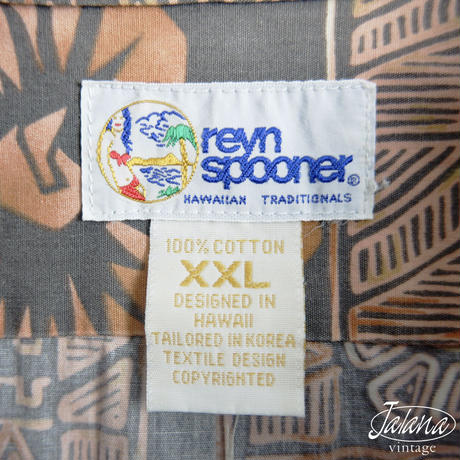 reyn
spooner®
HAWAIIAN TRADITIONALS
100% COTTON
XXL
DESIGNED IN
HAWAII
TAILORED IN KOREA
TEXTILE DESIGN
COPYRIGHTED
Jalana
vintage